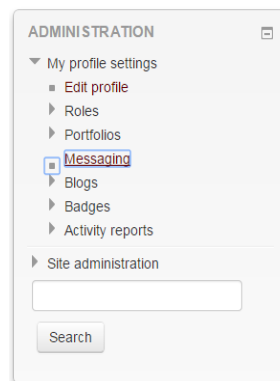 ADMINISTRATION
My profile settings
Edit profile
Roles
Portfolios
Messaging
Blogs
Badges
Activity reports
Site administration
Search